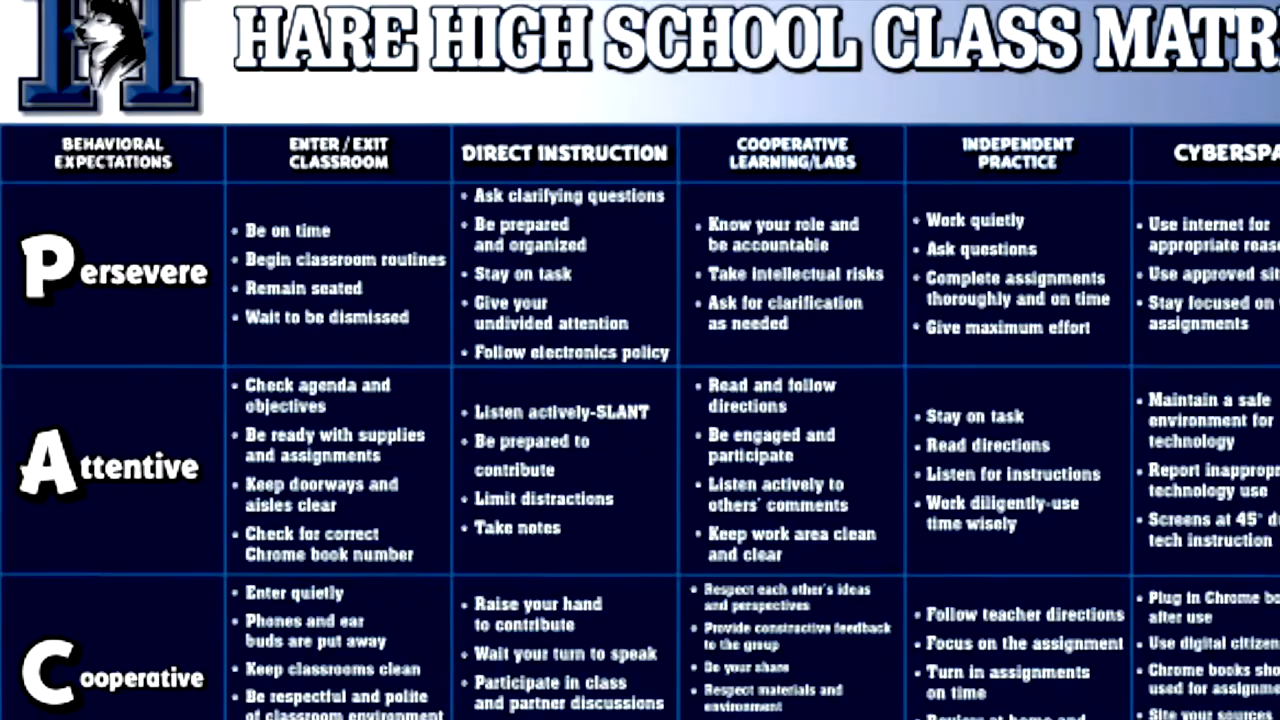 H
HARE HIGH SCHOOL CLASS MATR
BEHAVIORAL
EXPECTATIONS
ENTER / EXIT
CLASSROOM
DIRECT INSTRUCTION
COOPERATIVE
LEARNING/LABS
INDEPENDENT
PRACTICE
CYBERSPA
Persevere
• Be on time
• Begin classroom routines
• Remain seated
• Wait to be dismissed
• Ask clarifying questions
• Be prepared
and organized
• Stay on task
• Give your
undivided attention
• Follow electronics policy
• Know your role and
be accountable
• Take intellectual risks
• Ask for clarification
as needed
• Work quietly
• Ask questions
• Complete assignments
thoroughly and on time
• Give maximum effort
• Use internet for
appropriate reas
• Use approved sit
• Stay focused on
assignments
Attentive
• Check agenda and
objectives
• Be ready with supplies
and assignments
• Keep doorways and
aisles clear
• Check for correct
Chrome book number
• Listen actively-SLANT
• Be prepared to
contribute
• Limit distractions
• Take notes
• Read and follow
directions
• Be engaged and
participate
• Listen actively to
others' comments
• Keep work area clean
and clear
• Stay on task
• Read directions
• Listen for instructions
• Work diligently-use
time wisely
• Maintain a safe
environment for
technology
• Report inapprop
technology use
• Screens at 45° d
tech instruction
Cooperative
• Enter quietly
• Phones and ear
buds are put away
• Keep classrooms clean
• Be respectful and polite
of classroom environment
• Raise your hand
to contribute
• Wait your turn to speak
• Participate in class
and partner discussions
• Respect each other's ideas
and perspectives
• Provide constructive feedback
to the group
• Do your share
• Respect materials and
environment
• Follow teacher directions
• Focus on the assignment
• Turn in assignments
on time
• Review at home and
• Plug in Chrome bo
after use
• Use digital citizen
• Chrome books sho
used for assignme
• Site your sources